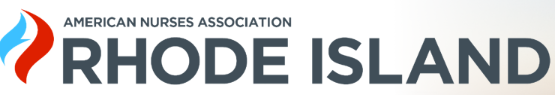 AMERICAN NURSES ASSOCIATION
RHODE ISLAND